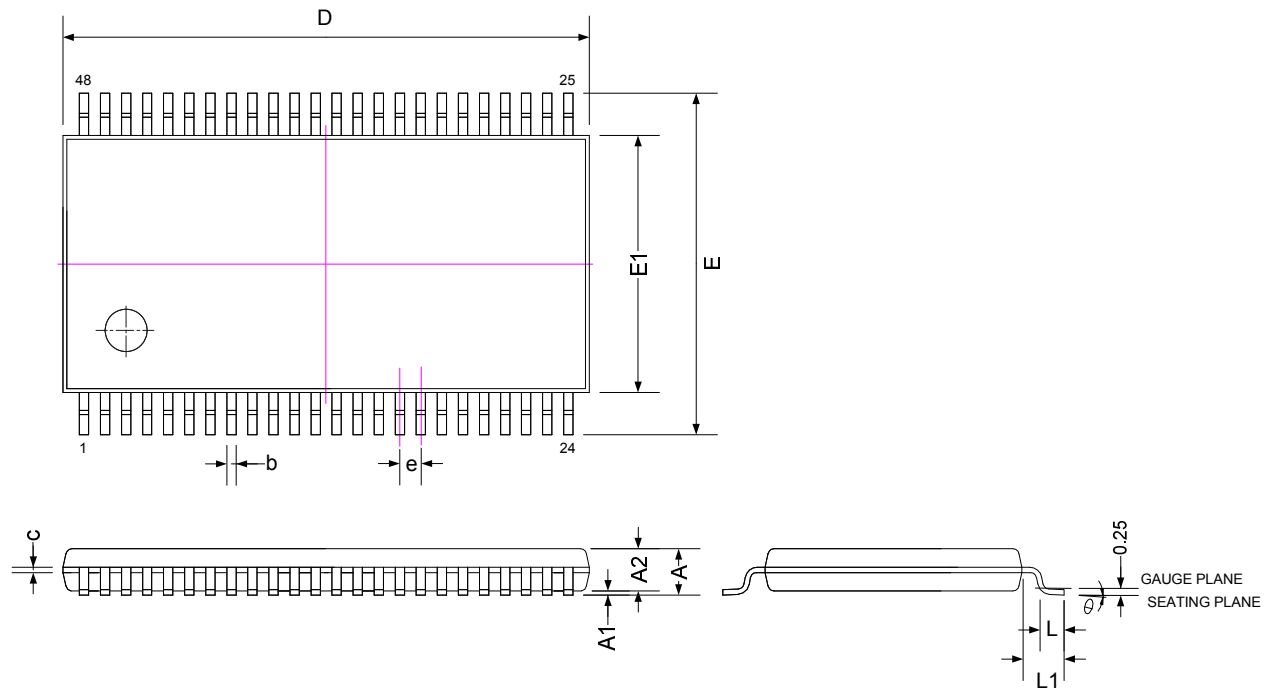 D
48
25
E1
E
1
24
b
e
c
A2
A
A1
0.25
GAUGE PLANE
SEATING PLANE
θ
L
L1